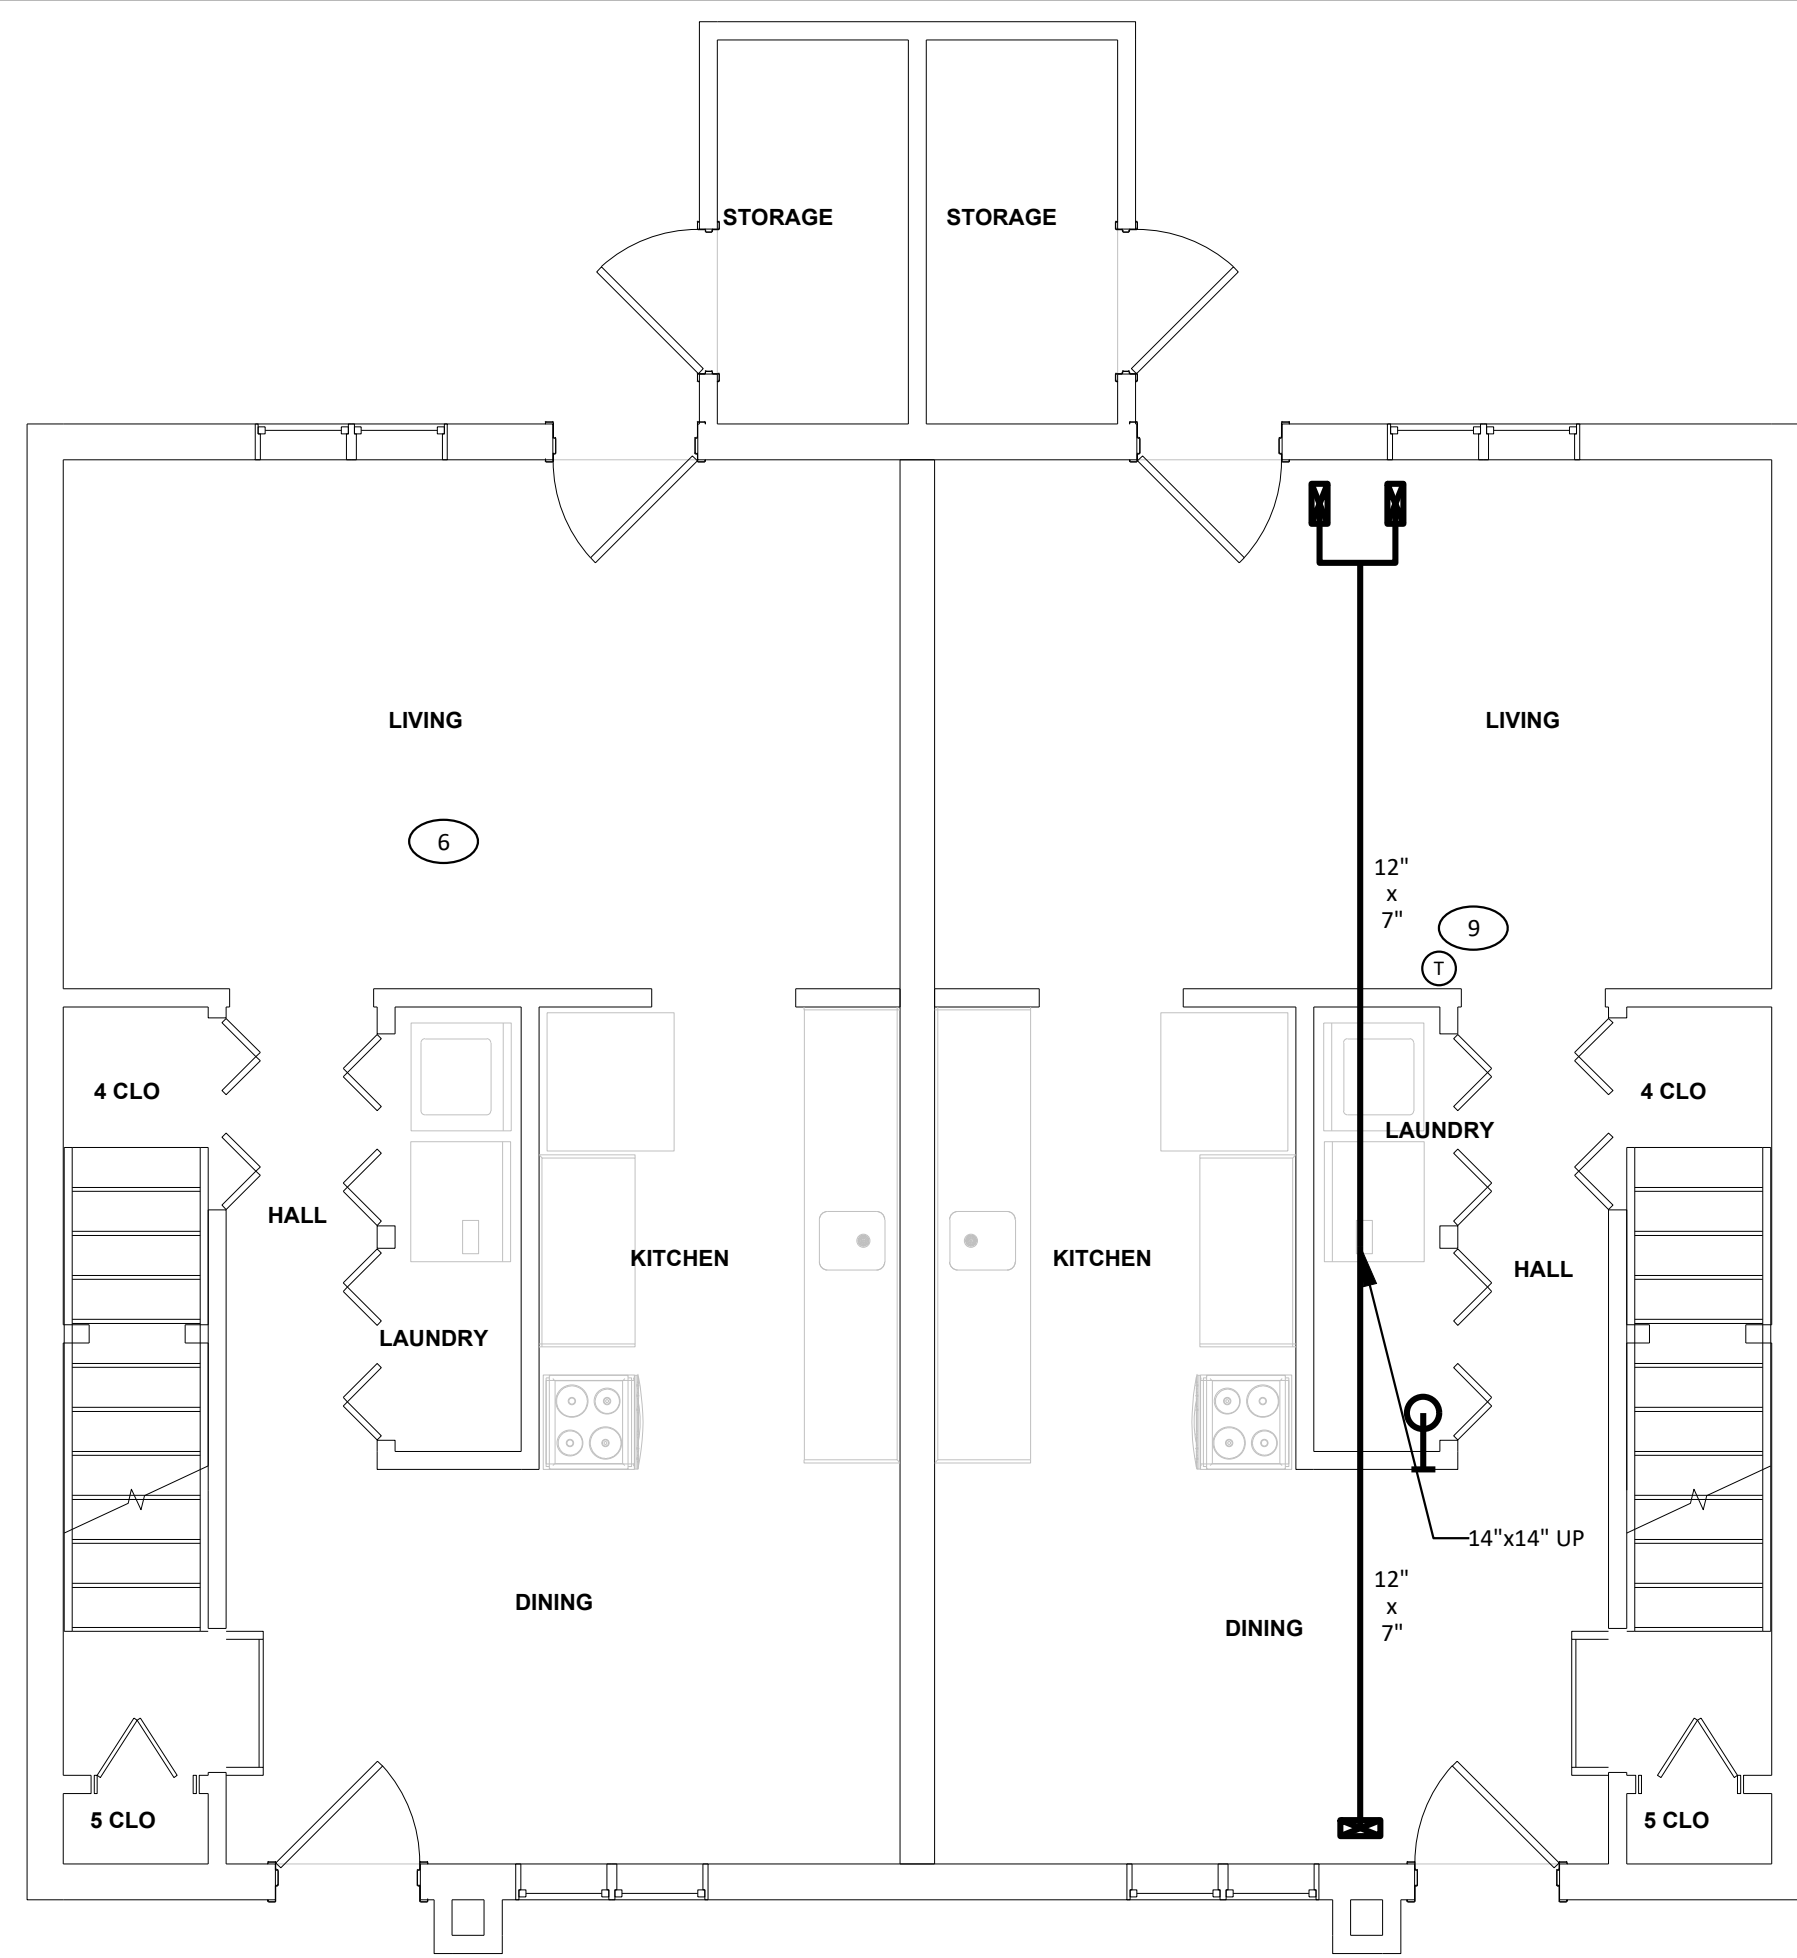 STORAGE
STORAGE
LIVING
LIVING
6
12"
x
7"
9
T
4 CLO
4 CLO
LAUNDRY
HALL
KITCHEN
KITCHEN
HALL
LAUNDRY
14"x14" UP
12"
x
7"
DINING
DINING
5 CLO
5 CLO